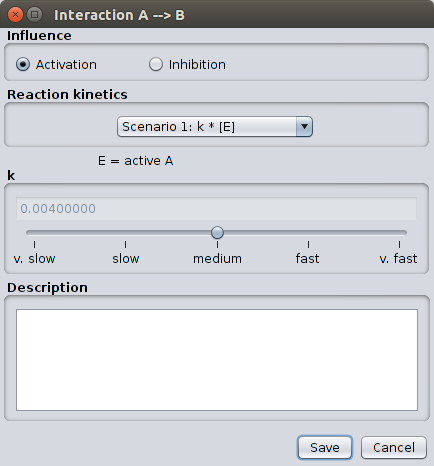 Interaction A --> B
Influence
Activation Inhibition
Reaction kinetics
Scenario 1: k * [E]
E = active A
k
0.00400000
v. slow slow medium fast v. fast
Description
Save Cancel